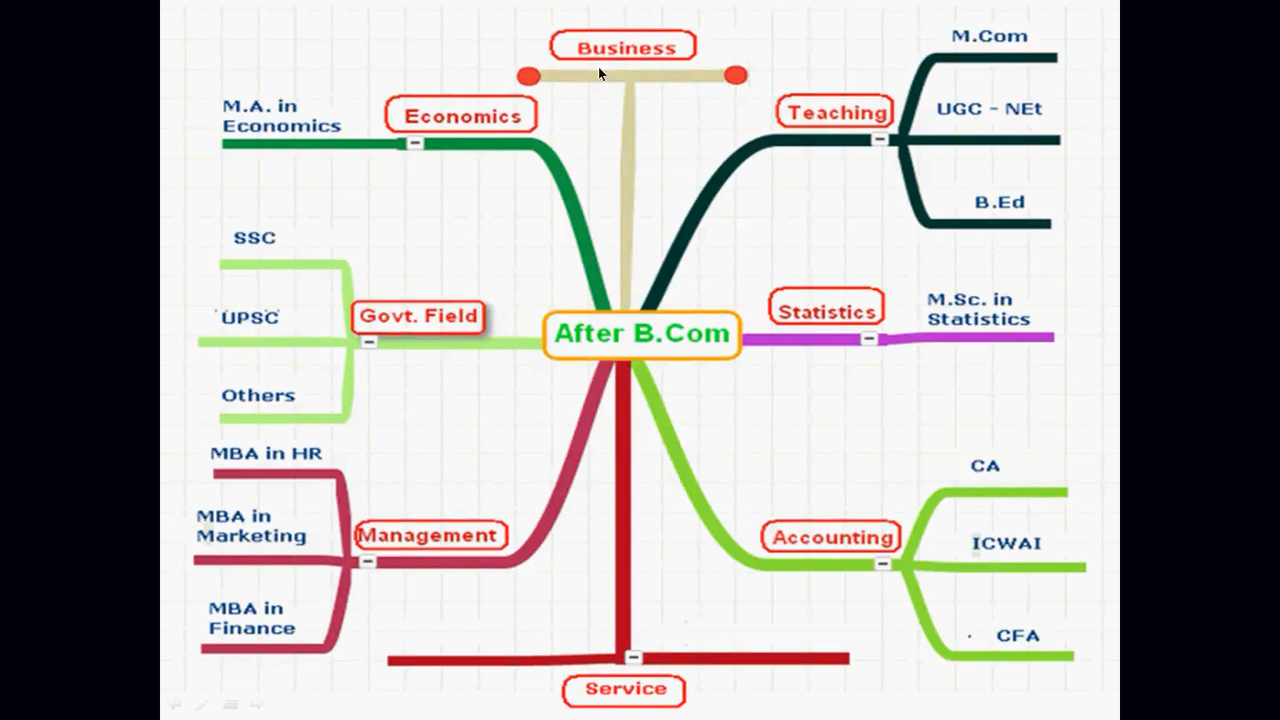 Business
M.Com
Teaching
UGC - NEt
B.Ed
M.A. in
Economics
Economics
SSC
UPSC
Others
Govt. Field
After B.Com
Statistics
M.Sc. in
Statistics
MBA in HR
MBA in
Marketing
MBA in
Finance
Management
Accounting
CA
ICWAI
CFA
Service